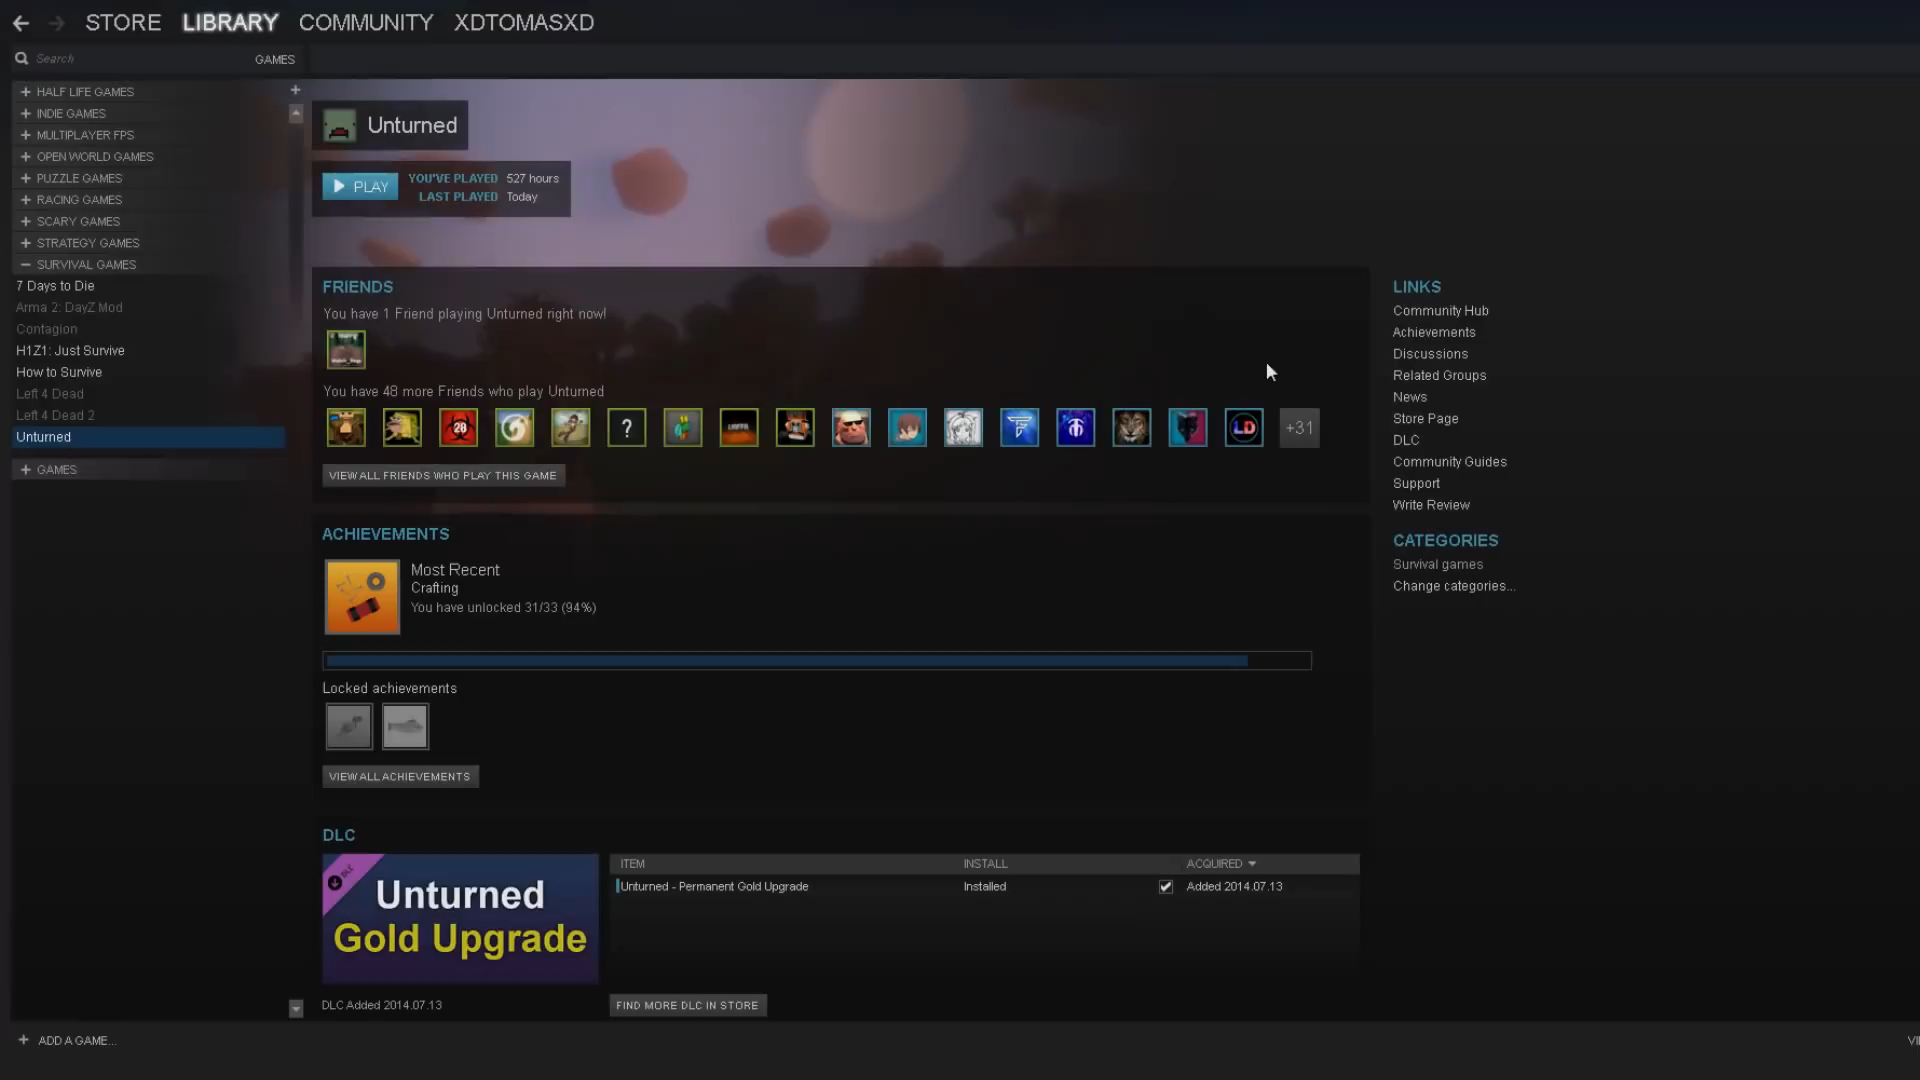 STORE LIBRARY COMMUNITY XDTOMASXD
Search GAMES
HALF LIFE GAMES
INDIE GAMES
MULTIPLAYER FPS
OPEN WORLD GAMES
PUZZLE GAMES
RACING GAMES
SCARY GAMES
STRATEGY GAMES
SURVIVAL GAMES
7 Days to Die
Arma 2: DayZ Mod
Contagion
H1Z1: Just Survive
How to Survive
Left 4 Dead
Left 4 Dead 2
Unturned
GAMES
Unturned
PLAY
YOU'VE PLAYED 527 hours
LAST PLAYED Today
FRIENDS
You have 1 Friend playing Unturned right now!
You have 48 more Friends who play Unturned
28
?
LD
+31
VIEW ALL FRIENDS WHO PLAY THIS GAME
ACHIEVEMENTS
Most Recent
Crafting
You have unlocked 31/33 (94%)
Locked achievements
VIEW ALL ACHIEVEMENTS
DLC
DLC
Unturned
Gold Upgrade
ITEM INSTALL ACQUIRED
Unturned - Permanent Gold Upgrade Installed Added 2014.07.13
DLC Added 2014.07.13
FIND MORE DLC IN STORE
LINKS
Community Hub
Achievements
Discussions
Related Groups
News
Store Page
DLC
Community Guides
Support
Write Review
CATEGORIES
Survival games
Change categories...
+ ADD A GAME...